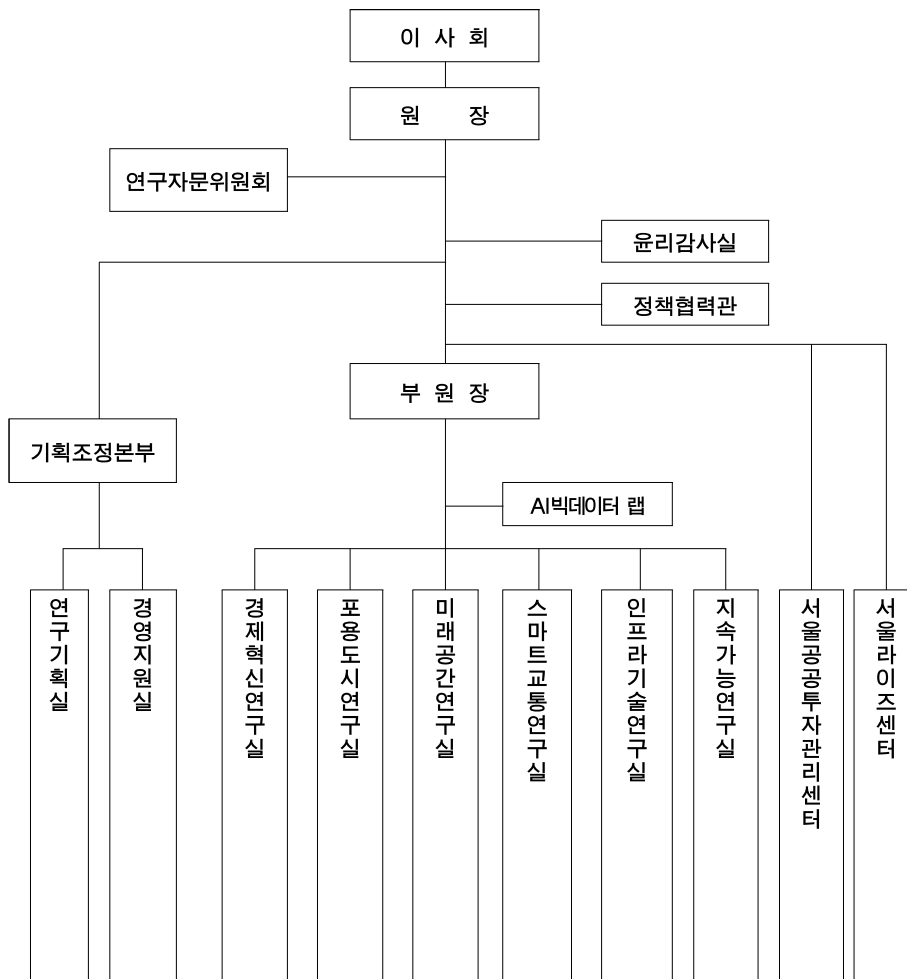 이 사 회
원 장
연구자문위원회
윤리감사실
정책협력관
부 원 장
기획조정본부
AI빅데이터 랩
연구기획실
경영지원실
경제혁신연구실
포용도시연구실
미래공간연구실
스마트교통연구실
인프라기술연구실
지속가능연구실
서울공공투자관리센터
서울라이즈센터